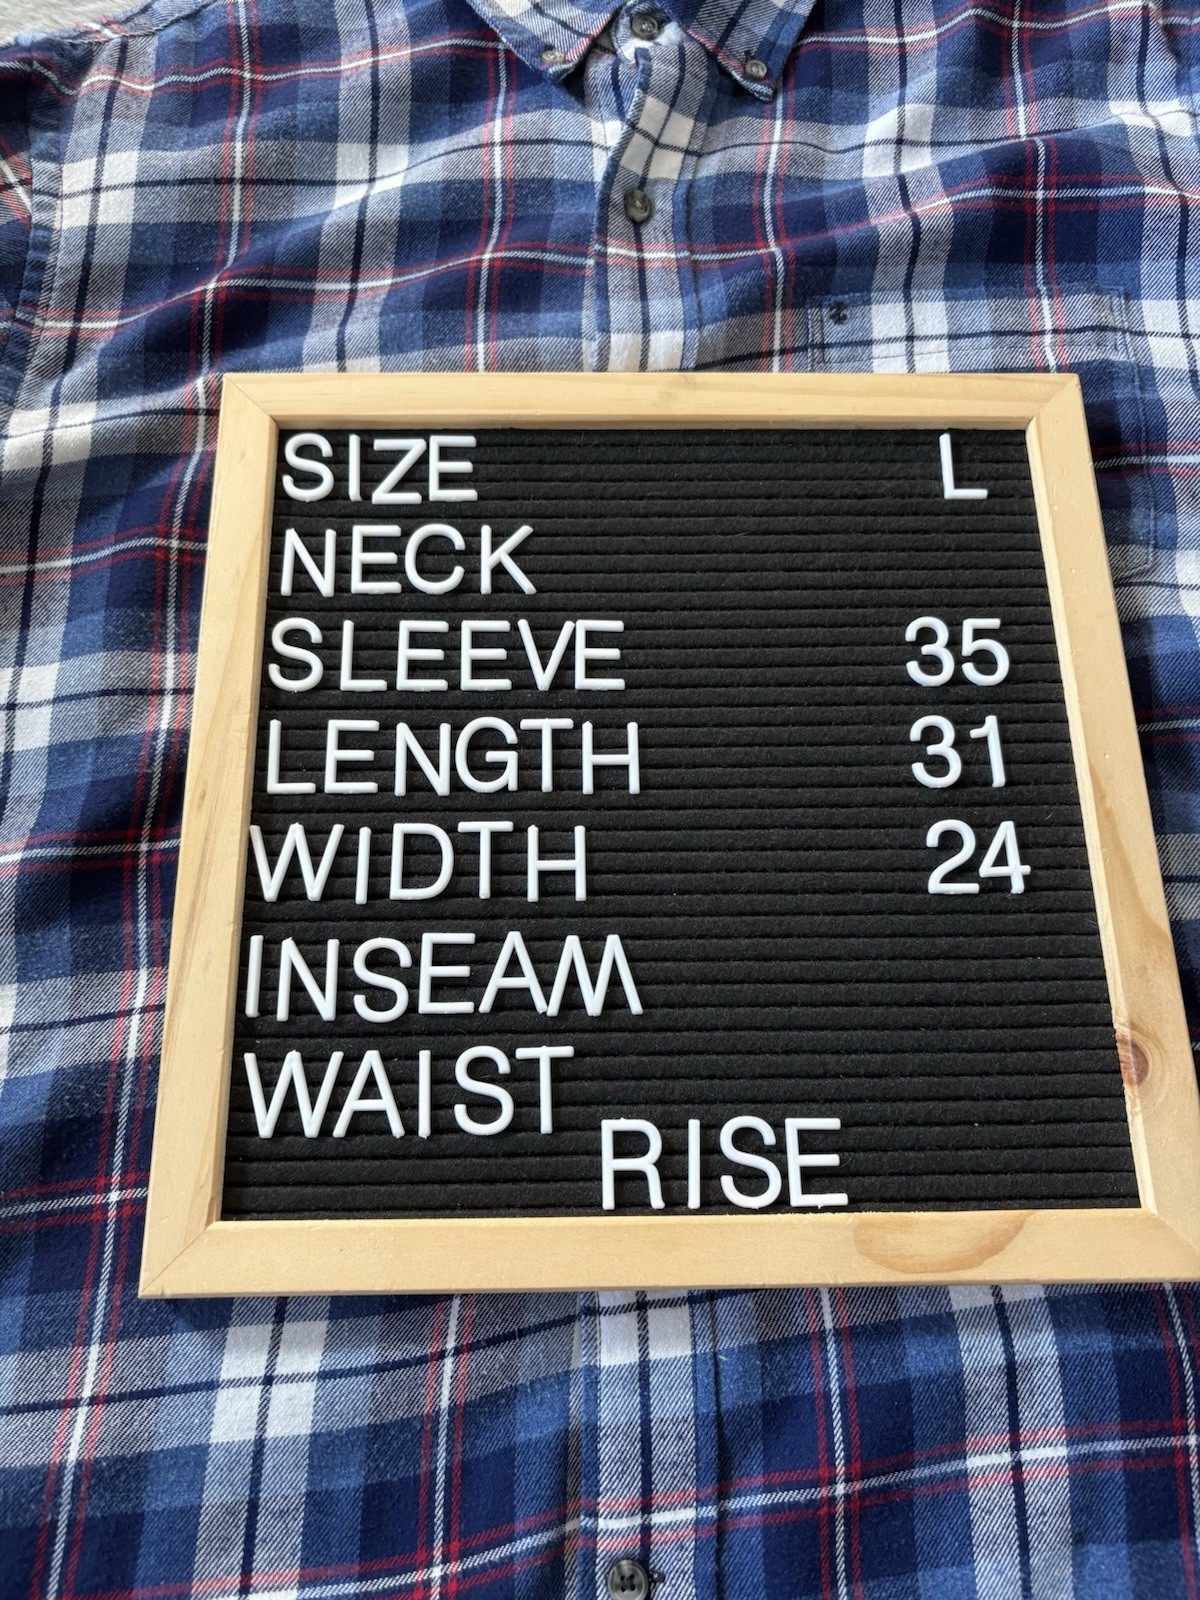 SIZE L
NECK
SLEEVE 35
LENGTH 31
WIDTH 24
INSEAM
WAIST
RISE